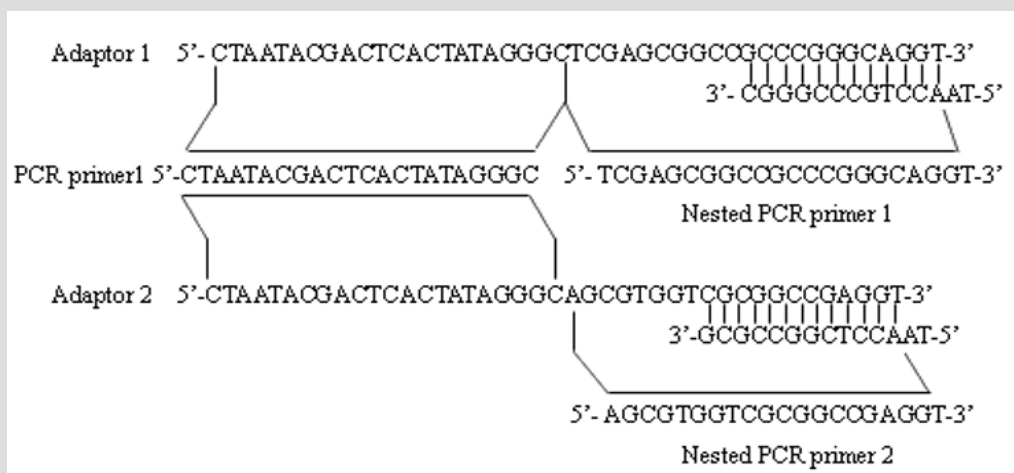 Adaptor 1 5’- CTAATACGACTCACTATAGGGCTCGAGCGGCCGCCCGGGCAGGT-3’
3’- CGGGCCCGTCCAAT-5’
PCR primer1 5’-CTAATACGACTCACTATAGGGC 5’- TCGAGCGGCCGCCCGGGCAGGT-3’
Nested PCR primer 1
Adaptor 2 5’-CTAATACGACTCACTATAGGGCAGCGTGGTCGCGGCCGAGGT-3’
3’-GCGCCGGCTCCAAT-5’
5’- AGCGTGGTCGCGGCCGAGGT-3’
Nested PCR primer 2